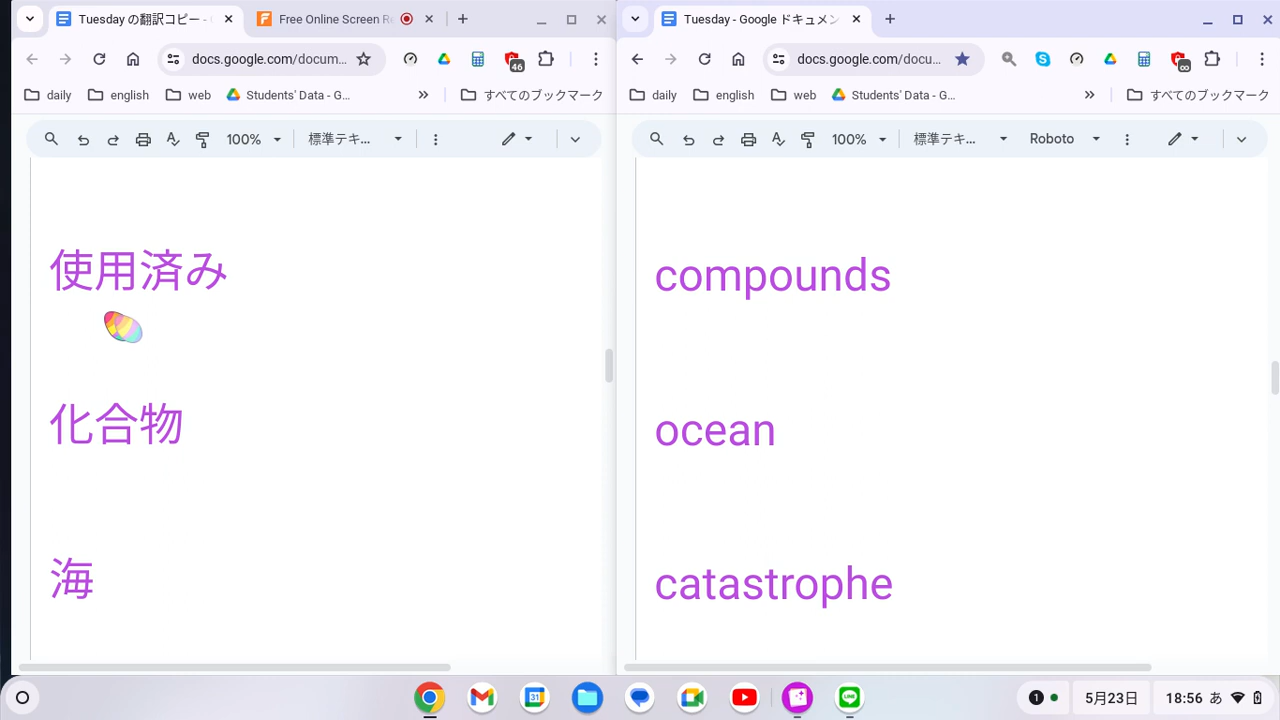 Tuesday の翻訳コピー -
Free Online Screen R
Tuesday - Google ドキュメン
docs.google.com/docum...
46
docs.google.com/docu...
∞
daily
english
web
Students' Data - G...
すべてのブックマーク
daily
english
web
Students' Data - G...
すべてのブックマーク
100%
標準テキ...
100%
標準テキ...
Roboto
使用済み
化合物
海
compounds
ocean
catastrophe
31
1
5月23日
18:56
あ